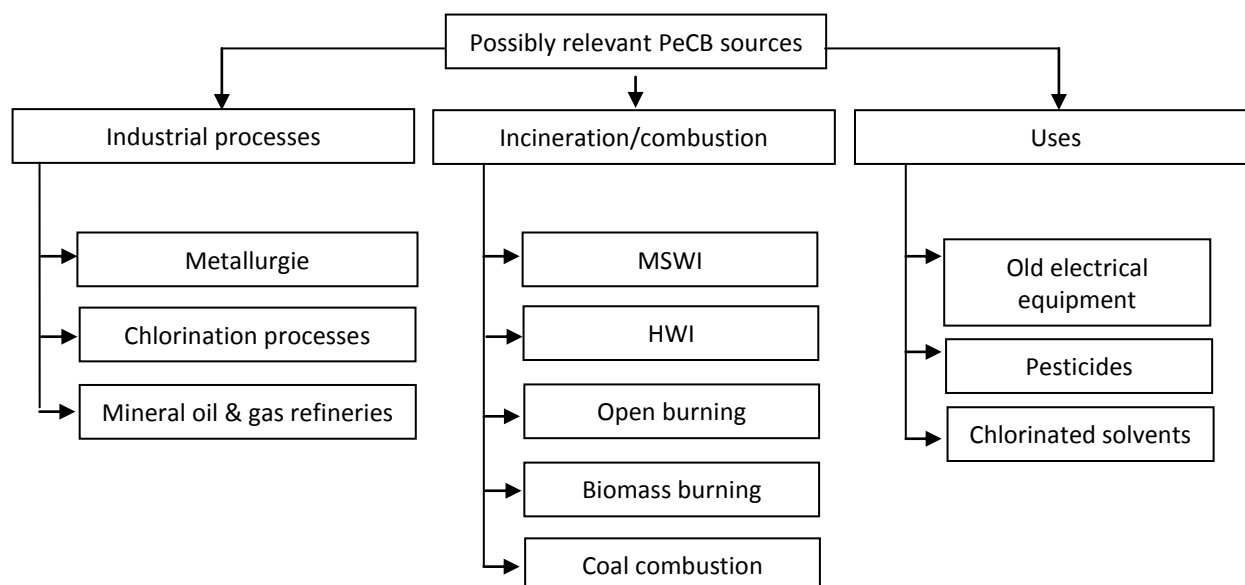 Possibly relevant PeCB sources
Industrial processes
Metallurgie
Chlorination processes
Mineral oil & gas refineries
Incineration/combustion
MSWI
HWI
Open burning
Biomass burning
Coal combustion
Uses
Old electrical
equipment
Pesticides
Chlorinated solvents